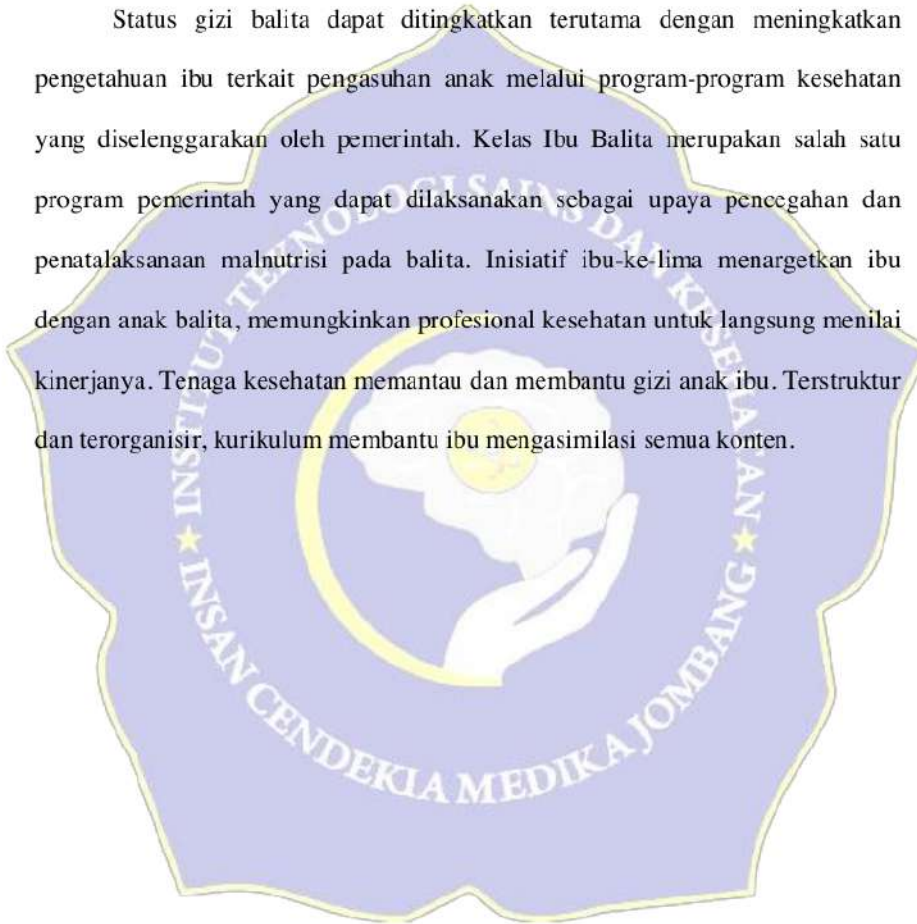 Status gizi balita dapat ditingkatkan terutama dengan meningkatkan
pengetahuan ibu terkait pengasuhan anak melalui program-program kesehatan
yang diselenggarakan oleh pemerintah. Kelas Ibu Balita merupakan salah satu
program pemerintah yang dapat dilaksanakan sebagai upaya pencegahan dan
penatalaksanaan malnutrisi pada balita. Inisiatif ibu-ke-lima menargetkan ibu
dengan anak balita, memungkinkan profesional kesehatan untuk langsung menilai
kinerjanya. Tenaga kesehatan memantau dan membantu gizi anak ibu. Terstruktur
dan terorganisir, kurikulum membantu ibu mengasimilasi semua konten.
INSTITUT TEKNOLOGI SAINS DAN KESEHATAN
INSAN CENDEKIA MEDIKA JOMBANG